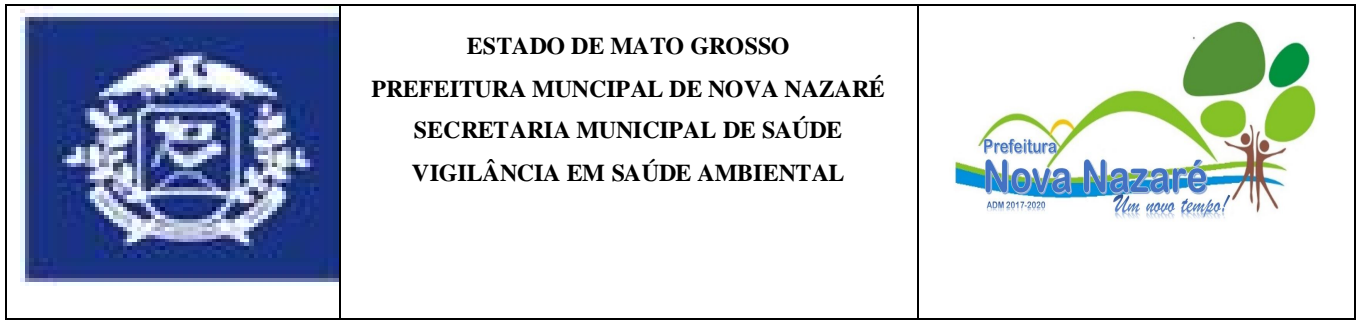 ESTADO DE MATO GROSSO
PREFEITURA MUNCIPAL DE NOVA NAZARÉ
SECRETARIA MUNICIPAL DE SAÚDE
VIGILÂNCIA EM SAÚDE AMBIENTAL
Prefeitura
Nova Nazaré
ADM 2017-2020
Um novo tempo!